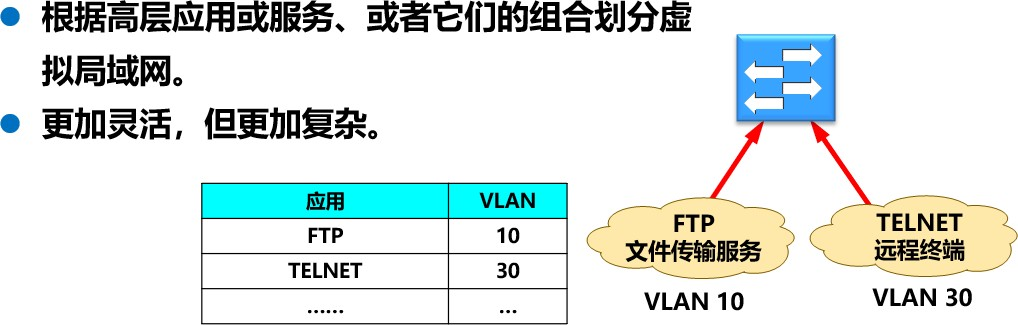 根据高层应用或服务、或者它们的组合划分虚
拟局域网。
更加灵活，但更加复杂。
应用 VLAN
FTP 10
TELNET 30
…… …
FTP
文件传输服务
VLAN 10
TELNET
远程终端
VLAN 30